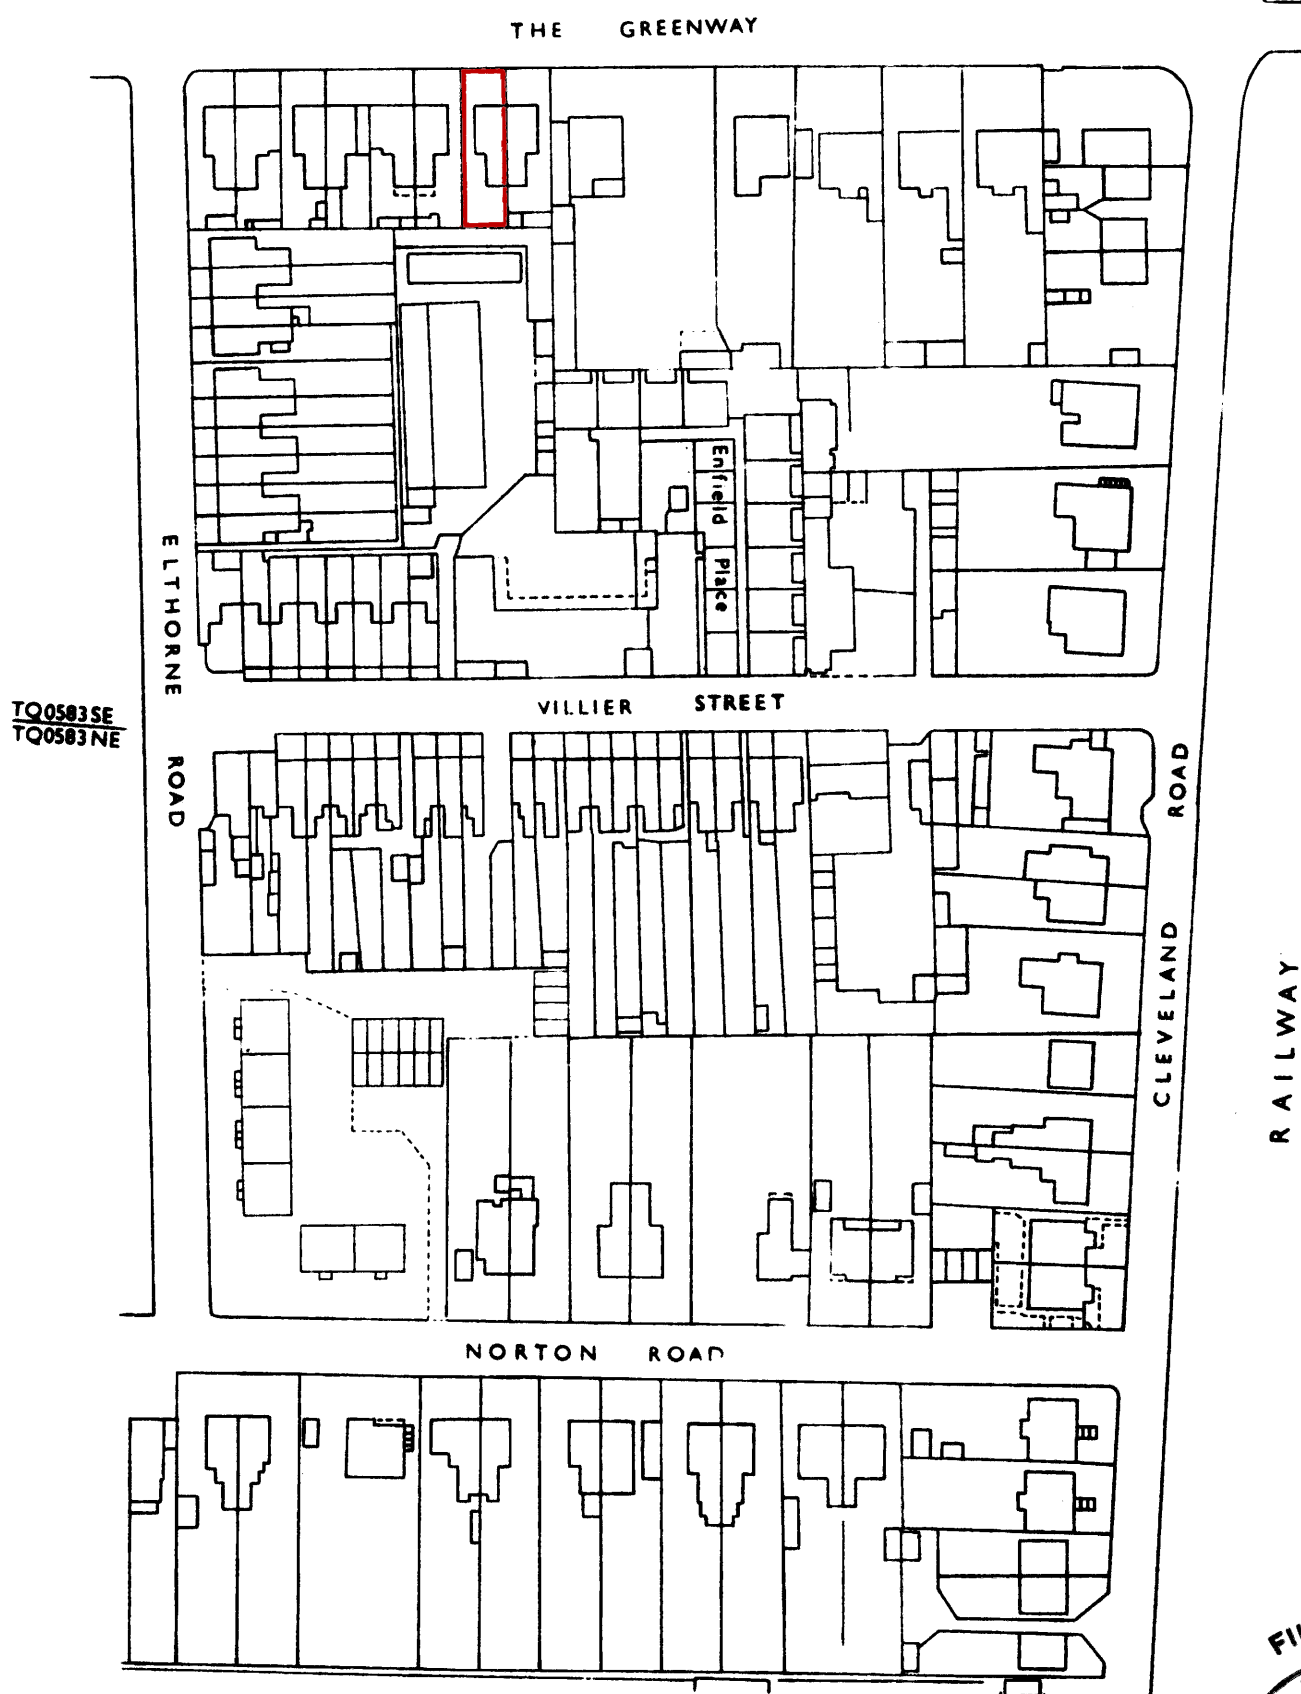 THE GREENWAY
Enfield Place
ELTHORNE ROAD
TQ0583SE
TQ0583NE
VILLIER STREET
CLEVELAND ROAD
RAILWAY
NORTON ROAD